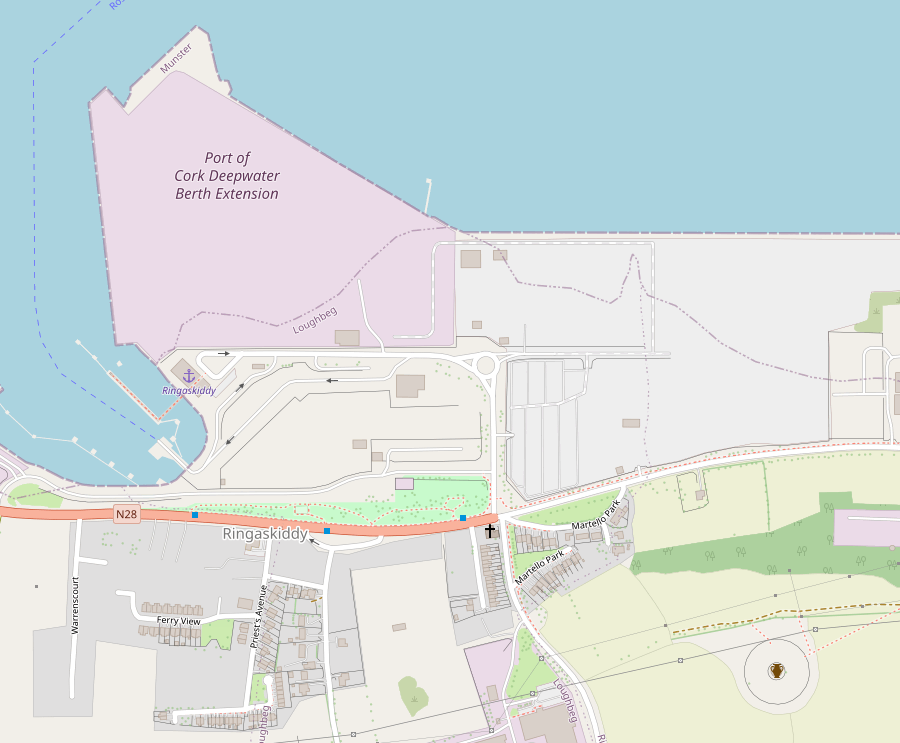 Munster
Port of
Cork Deepwater
Berth Extension
Loughbeg
Ringaskiddy
N28
Ringaskiddy
Martello Park
Martello Park
Warrenscourt
Ferry View
Priest's Avenue
Loughbeg